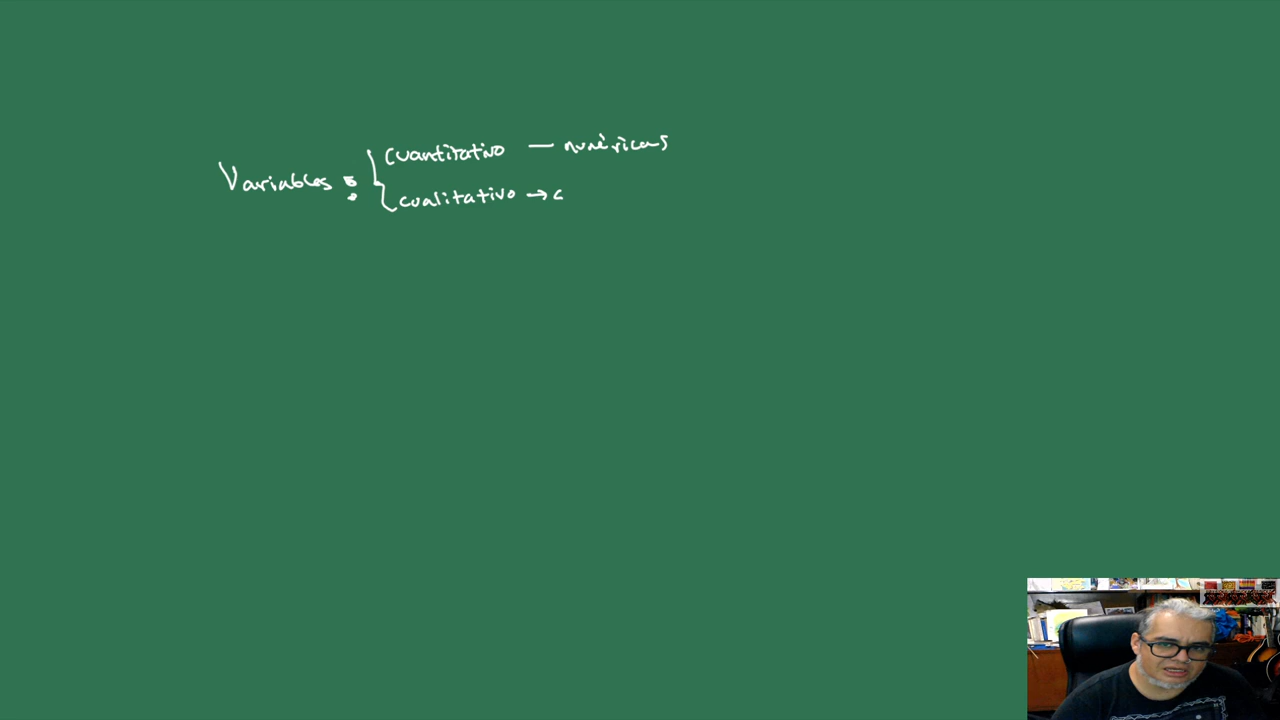 Variables : cuantitativo — numéricas
cualitativo → c